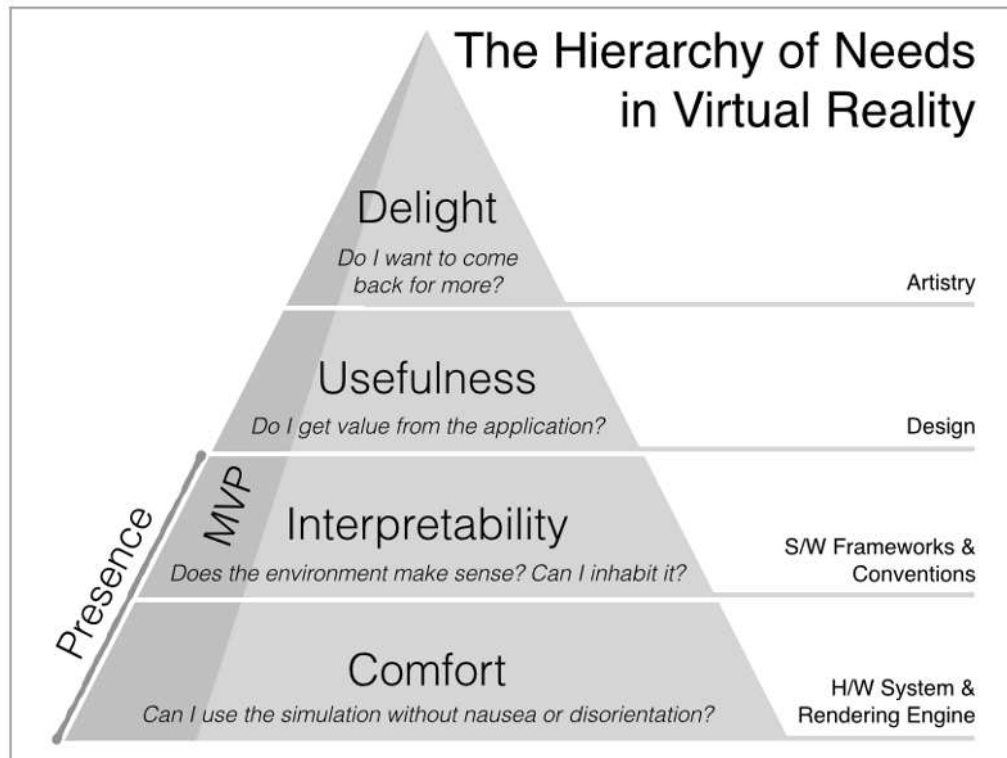 The Hierarchy of Needs
in Virtual Reality
Delight
Do I want to come
back for more?
Artistry
Usefulness
Do I get value from the application?
Design
Presence
MVP
Interpretability
Does the environment make sense? Can I inhabit it?
S/W Frameworks &
Conventions
Comfort
Can I use the simulation without nausea or disorientation?
H/W System &
Rendering Engine